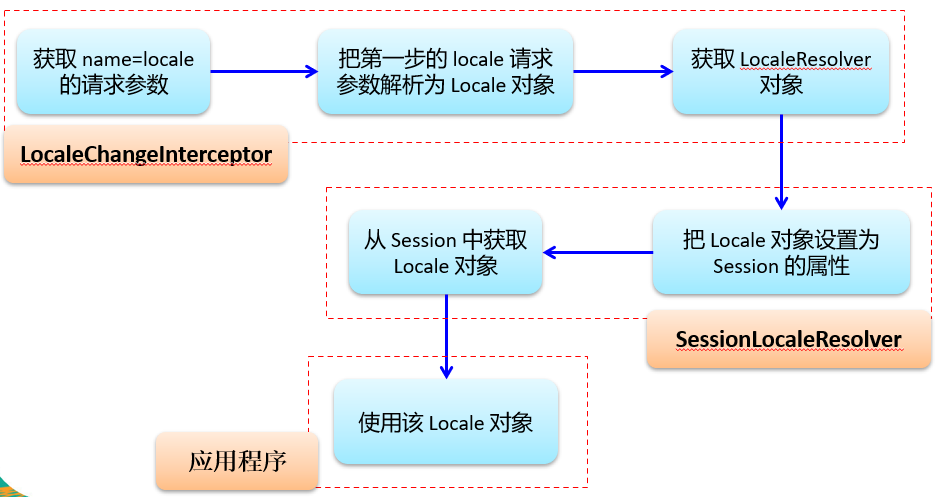 获取 name=locale
的请求参数
把第一步的 locale 请求
参数解析为 Locale 对象
获取 LocaleResolver
对象
LocaleChangeInterceptor
从 Session 中获取
Locale 对象
把 Locale 对象设置为
Session 的属性
SessionLocaleResolver
使用该 Locale 对象
应用程序